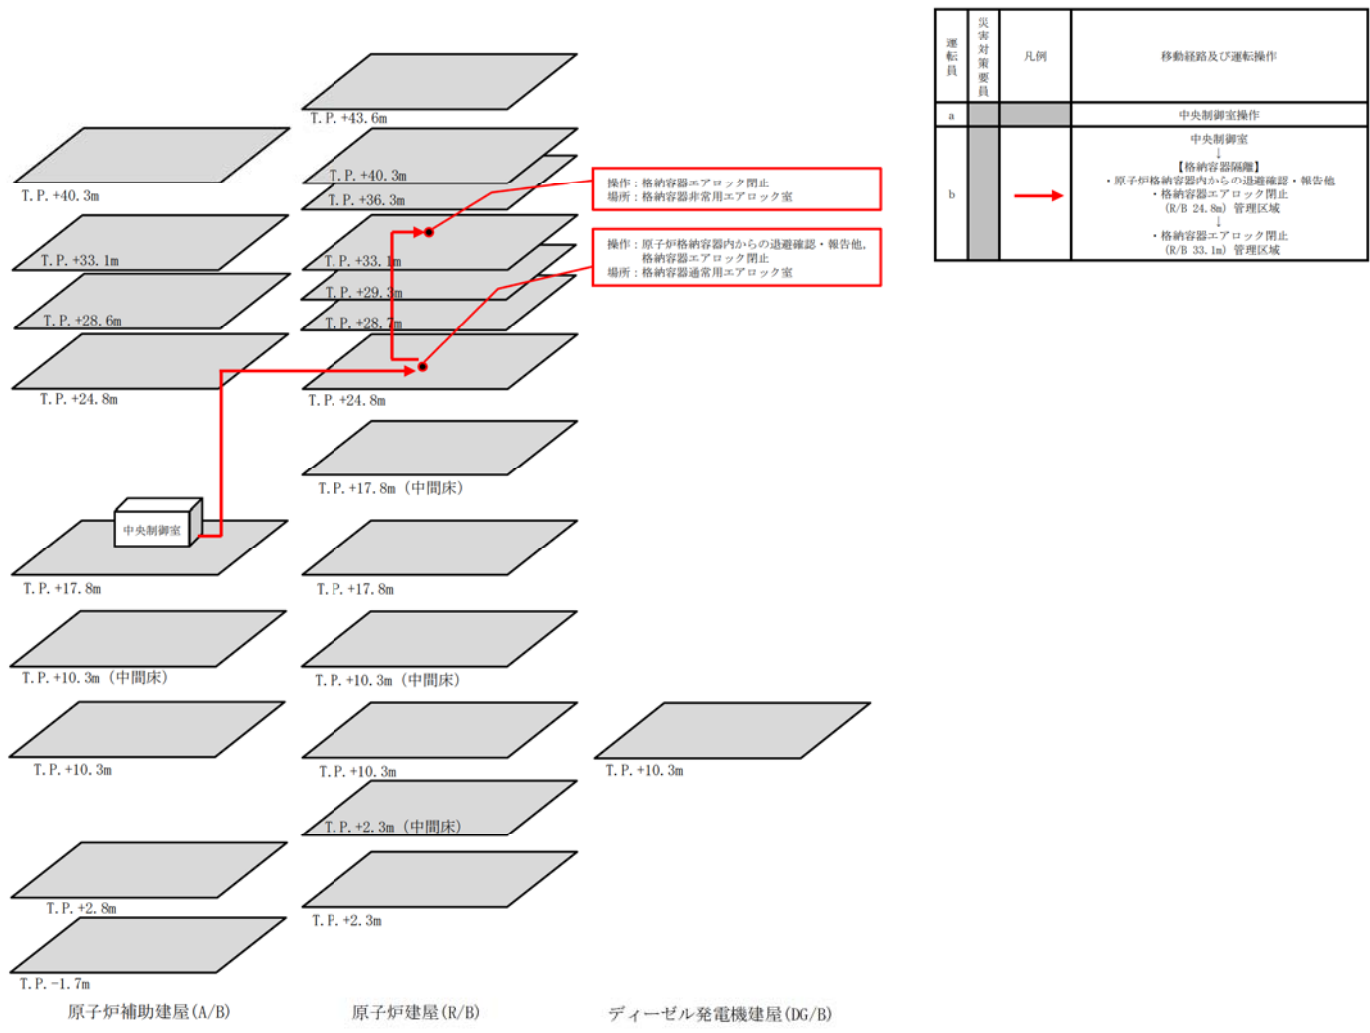 T.P.+43.6m
T.P.+40.3m
T.P.+40.3m
T.P.+36.3m
T.P.+33.1m
T.P.+33.1m
T.P.+29.3m
T.P.+28.6m
T.P.+28.7m
T.P.+24.8m
T.P.+24.8m
T.P.+17.8m(中間床)
中央制御室
T.P.+17.8m
T.P.+17.8m
T.P.+10.3m(中間床)
T.P.+10.3m(中間床)
T.P.+10.3m
T.P.+10.3m
T.P.+10.3m
T.P.+2.3m(中間床)
T.P.+2.8m
T.P.+2.3m
T.P.-1.7m
原子炉補助建屋(A/B)
原子炉建屋(R/B)
ディーゼル発電機建屋(DG/B)
操作:格納容器エアロック閉止
場所:格納容器非常用エアロック室
操作:原子炉格納容器内からの退避確認・報告他,
格納容器エアロック閉止
場所:格納容器通常用エアロック室
運転員
災害対策要員
凡例
移動経路及び運転操作
a
中央制御室操作
b
中央制御室
↓
【格納容器隔離】
・原子炉格納容器内からの退避確認・報告他
・格納容器エアロック閉止
(R/B 24.8m) 管理区域
↓
・格納容器エアロック閉止
(R/B 33.1m) 管理区域